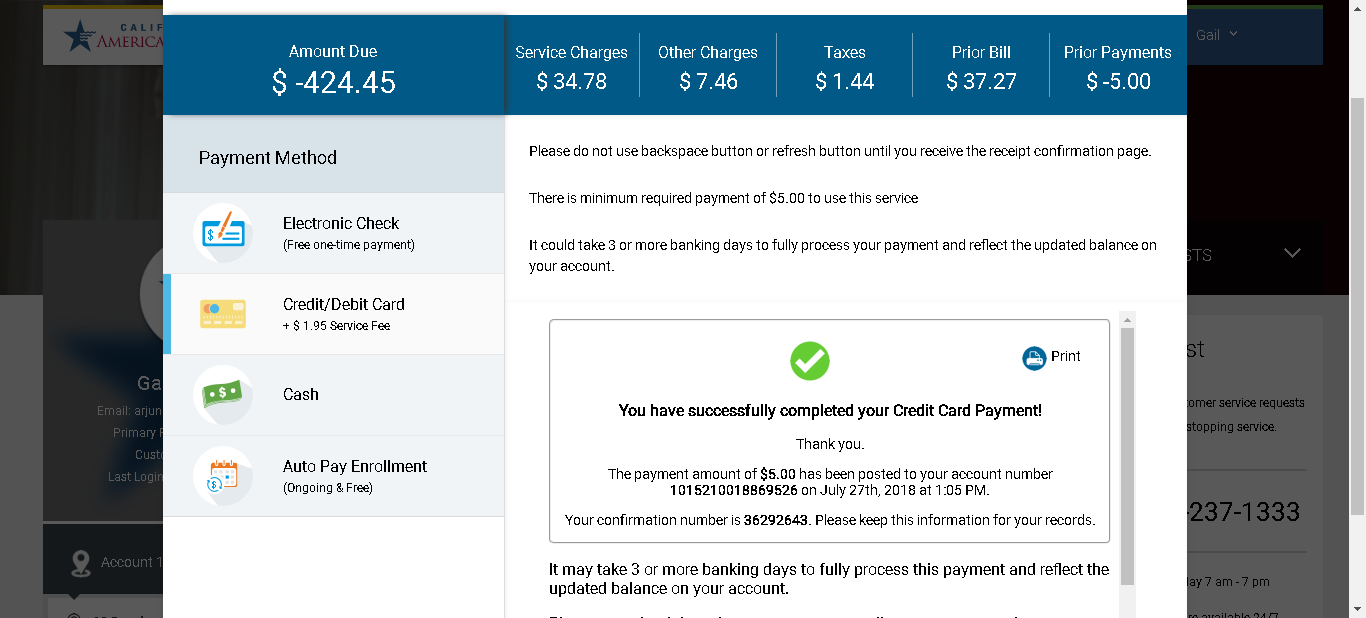 CALIF
AMERICA
Gail
Amount Due
$ -424.45
Service Charges
$ 34.78
Other Charges
$ 7.46
Taxes
$ 1.44
Prior Bill
$ 37.27
Prior Payments
$ -5.00
Payment Method
Electronic Check
(Free one-time payment)
Credit/Debit Card
+ $ 1.95 Service Fee
Cash
Auto Pay Enrollment
(Ongoing & Free)
Please do not use backspace button or refresh button until you receive the receipt confirmation page.
There is minimum required payment of $5.00 to use this service
It could take 3 or more banking days to fully process your payment and reflect the updated balance on
your account.
Print
You have successfully completed your Credit Card Payment!
Thank you.
The payment amount of $5.00 has been posted to your account number
1015210018869526 on July 27th, 2018 at 1:05 PM.
Your confirmation number is 36292643. Please keep this information for your records.
It may take 3 or more banking days to fully process this payment and reflect the
updated balance on your account.
Ga
Email: arjun
Primary
Custo
Last Login
Account 1
STS
st
omer service requests
stopping service.
-237-1333
lay 7 am - 7 pm
available 24/7